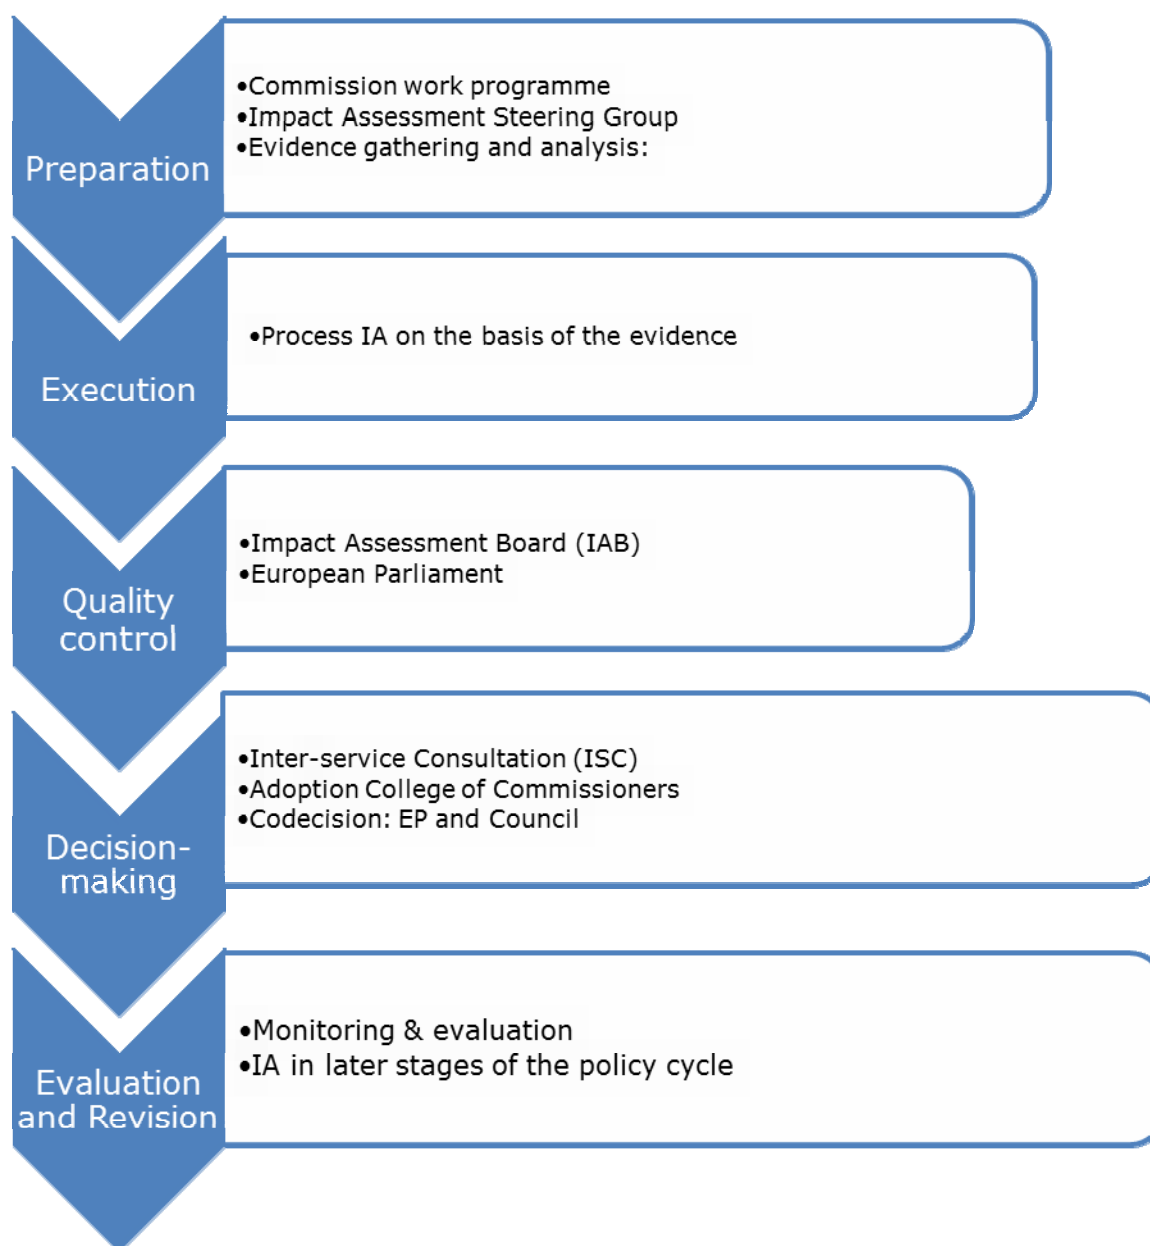 Preparation
•Commission work programme
•Impact Assessment Steering Group
•Evidence gathering and analysis:
Execution
•Process IA on the basis of the evidence
Quality
control
•Impact Assessment Board (IAB)
•European Parliament
Decision-
making
•Inter-service Consultation (ISC)
•Adoption College of Commissioners
•Codecision: EP and Council
Evaluation
and Revision
•Monitoring & evaluation
•IA in later stages of the policy cycle